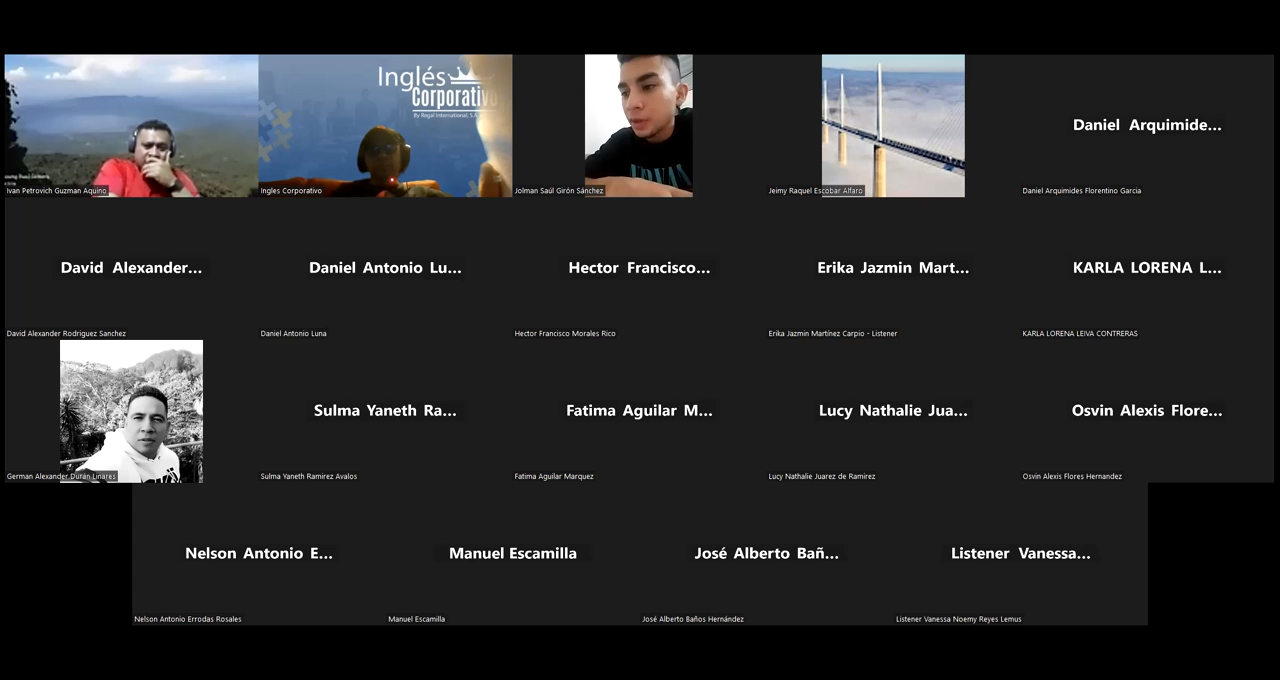 Inglés
Corporativo
By Regal International, S.A.
Ivan Petrovich Guzman Aquino
Ingles Corporativo
Jolman Saúl Girón Sánchez
Jeimy Raquel Escobar Alfaro
Daniel Arquimide...
Daniel Arquimides Florentino Garcia
David Alexander...
David Alexander Rodriguez Sanchez
Daniel Antonio Lu...
Daniel Antonio Luna
Hector Francisco...
Hector Francisco Morales Rico
Erika Jazmin Mart...
Erika Jazmin Martínez Carpio - Listener
KARLA LORENA L...
KARLA LORENA LEIVA CONTRERAS
German Alexander Durán Linares
Sulma Yaneth Ra...
Sulma Yaneth Ramirez Avalos
Fatima Aguilar M...
Fatima Aguilar Marquez
Lucy Nathalie Jua...
Lucy Nathalie Juarez de Ramirez
Osvin Alexis Flore...
Osvin Alexis Flores Hernandez
Nelson Antonio E...
Nelson Antonio Errodas Rosales
Manuel Escamilla
Manuel Escamilla
José Alberto Bañ...
José Alberto Baños Hernández
Listener Vanessa...
Listener Vanessa Noemy Reyes Lemus